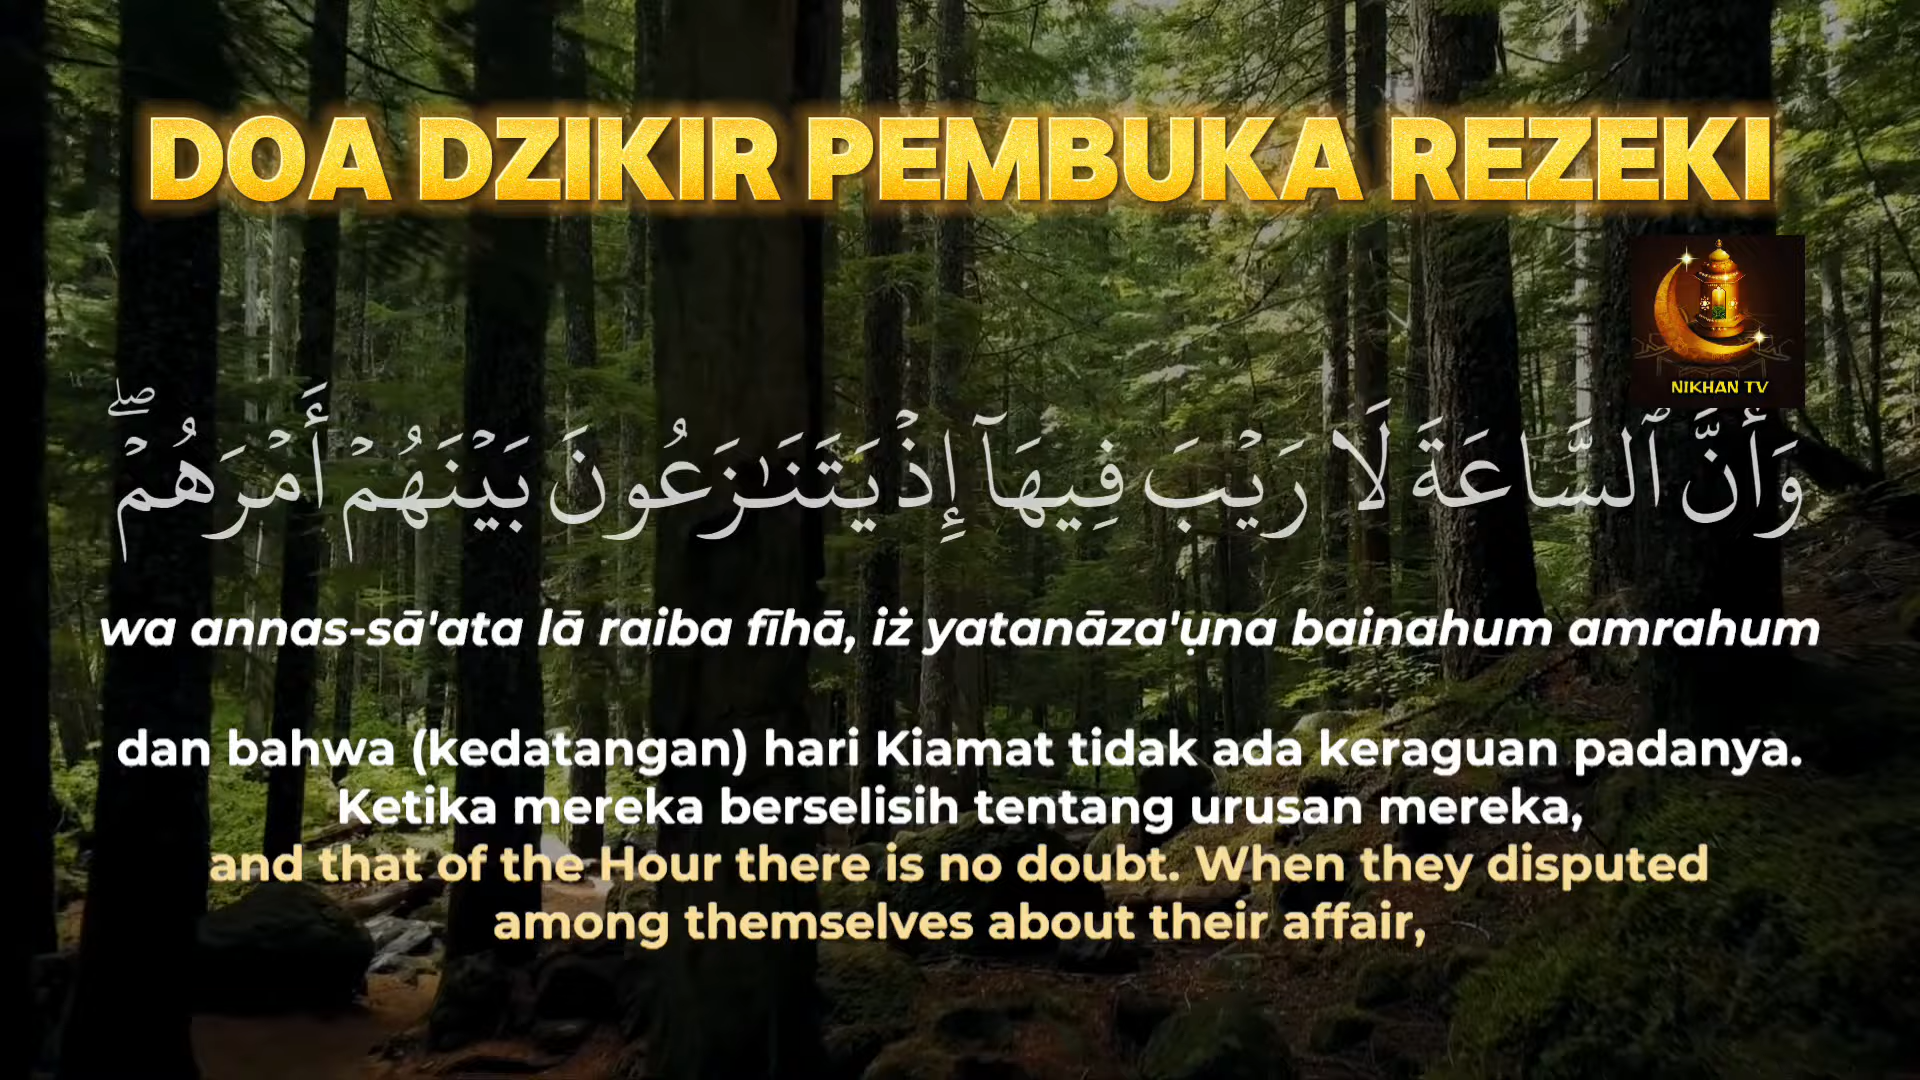 DOA DZIKIR PEMBUKA REZEKI
NIKHAN TV
وَأَنَّ ٱلسَّاعَةَ لَا رَيْبَ فِيهَآ إِذْ يَتَنَـٰزَعُونَ بَيْنَهُمْ أَمْرَهُمْ ۖ
wa annas-sā'ata lā raiba fīhā, iż yatanāza'ụna bainahum amrahum
dan bahwa (kedatangan) hari Kiamat tidak ada keraguan padanya.
Ketika mereka berselisih tentang urusan mereka,
and that of the Hour there is no doubt. When they disputed
among themselves about their affair,